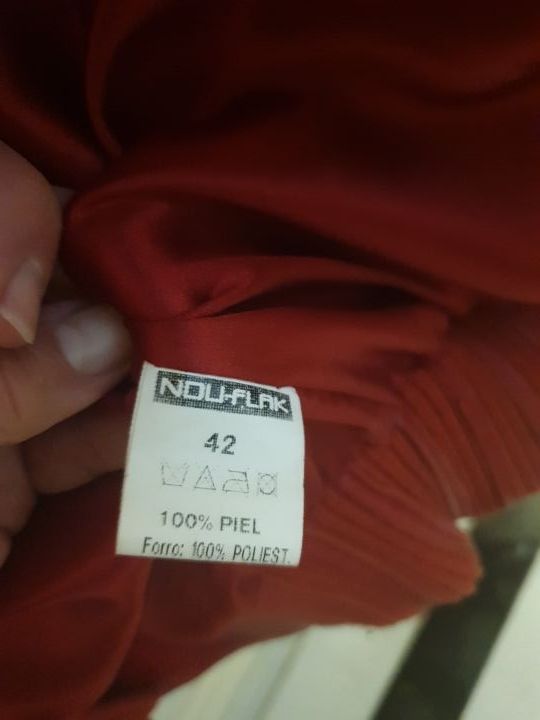 NOU-FLAK
42
100% PIEL
Forro: 100% POLIEST.